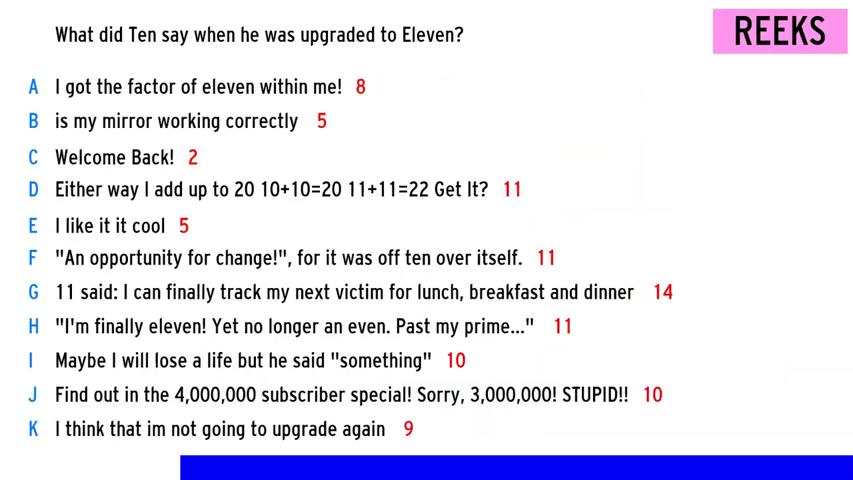 What did Ten say when he was upgraded to Eleven?
REEKS
A I got the factor of eleven within me! 8
B is my mirror working correctly 5
C Welcome Back! 2
D Either way I add up to 20 10+10=20 11+11=22 Get It? 11
E I like it it cool 5
F "An opportunity for change!", for it was off ten over itself. 11
G 11 said: I can finally track my next victim for lunch, breakfast and dinner 14
H "I'm finally eleven! Yet no longer an even. Past my prime..." 11
I Maybe I will lose a life but he said "something" 10
J Find out in the 4,000,000 subscriber special! Sorry, 3,000,000! STUPID!! 10
K I think that im not going to upgrade again 9